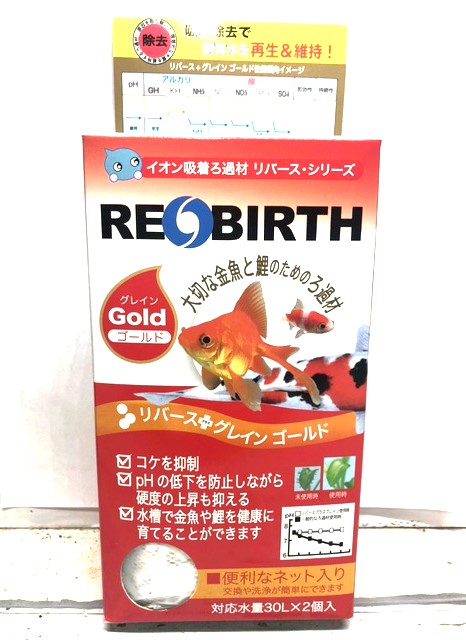 除去
除去で
を再生&維持！
リバース+グレイン ゴールド
アルカリ
pH GH KH NH₃ NO₃ SO₄
イオン吸着ろ過材 リバース・シリーズ
REBIRTH
大切な金魚と鯉のためのろ過材
グレイン
Gold
ゴールド
リバース+グレイン ゴールド
コケを抑制
pHの低下を防止しながら
硬度の上昇も抑える
水槽で金魚や鯉を健康に
育てることができます
未使用時 使用時
pH
8
7
6
便利なネット入り
交換や洗浄が簡単にできます
対応水量30L×2個入